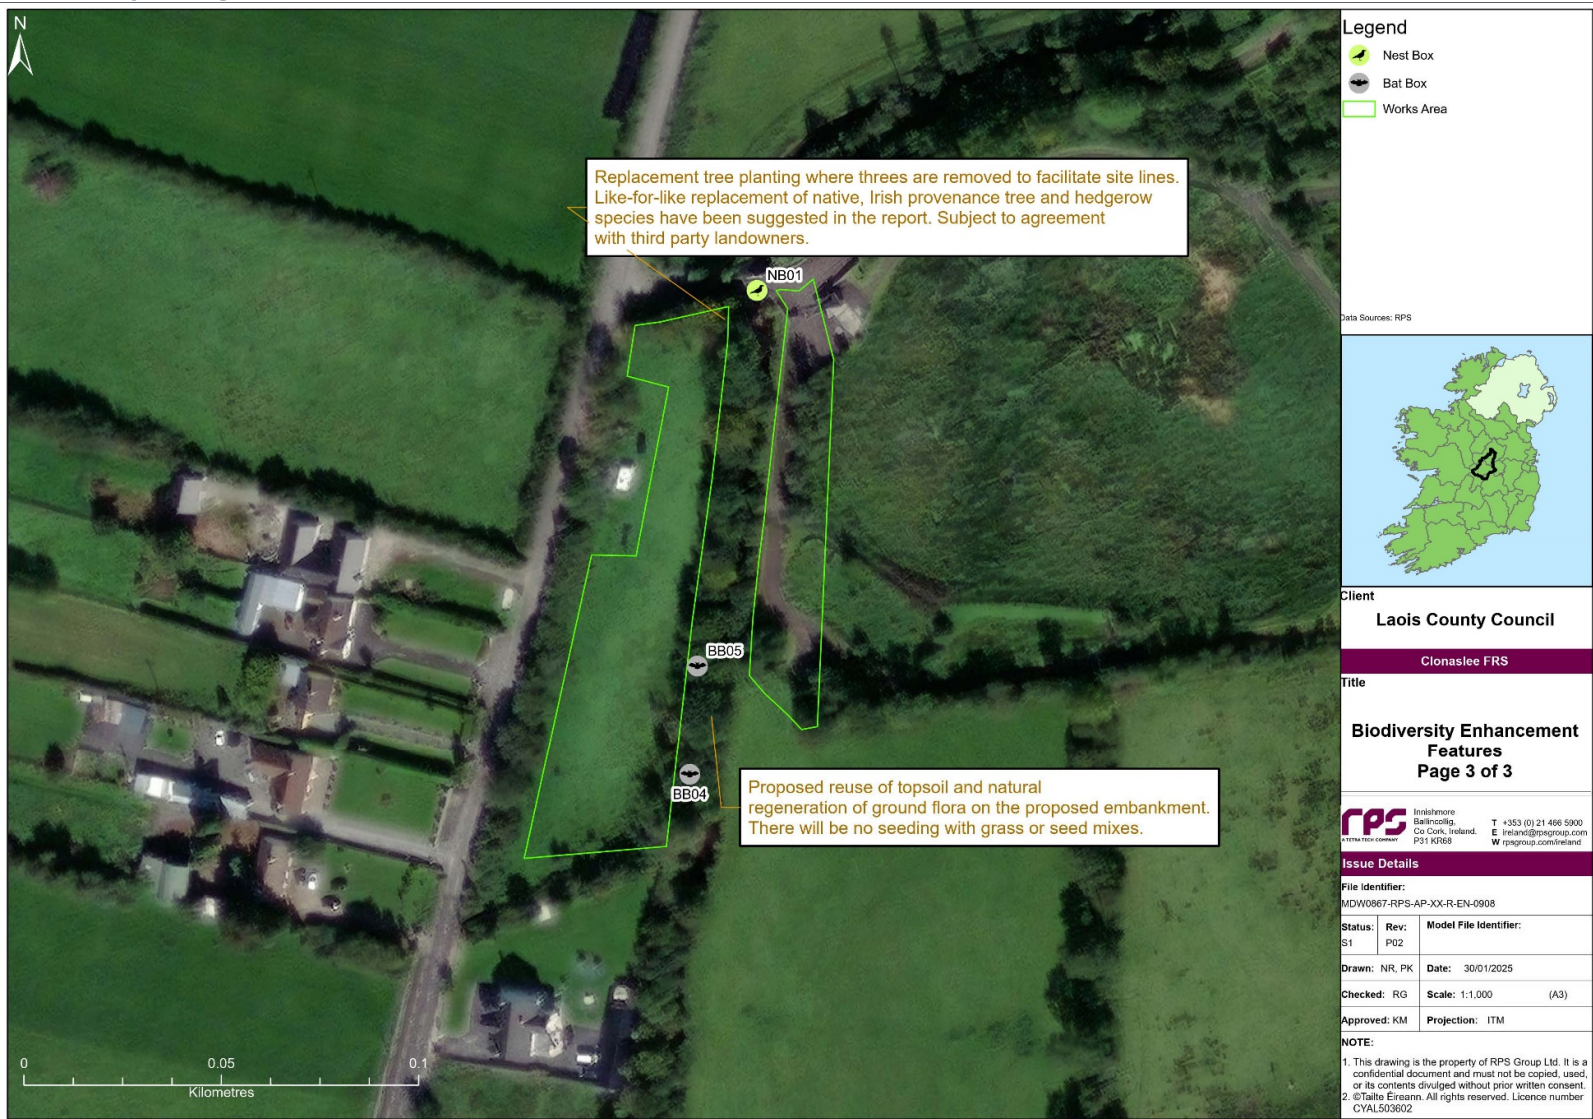 N
Replacement tree planting where threes are removed to facilitate site lines.
Like-for-like replacement of native, Irish provenance tree and hedgerow
species have been suggested in the report. Subject to agreement
with third party landowners.
NB01
BB05
BB04
Proposed reuse of topsoil and natural
regeneration of ground flora on the proposed embankment.
There will be no seeding with grass or seed mixes.
0 0.05 0.1
Kilometres
Legend
Nest Box
Bat Box
Works Area
Data Sources: RPS
Client
Laois County Council
Clonaslee FRS
Title
Biodiversity Enhancement
Features
Page 3 of 3
rps
A TETRA TECH COMPANY
Innishmore
Ballincollig,
Co Cork, Ireland.
P31 KR68
T +353 (0) 21 466 5900
E ireland@rpsgroup.com
W rpsgroup.com/ireland
Issue Details
File Identifier:
MDW0867-RPS-AP-XX-R-EN-0908
Status: Rev: Model File Identifier:
S1 P02
Drawn: NR, PK Date: 30/01/2025
Checked: RG Scale: 1:1,000 (A3)
Approved: KM Projection: ITM
NOTE:
1. This drawing is the property of RPS Group Ltd. It is a
confidential document and must not be copied, used,
or its contents divulged without prior written consent.
2. ©Tailte Éireann. All rights reserved. Licence number
CYAL503602